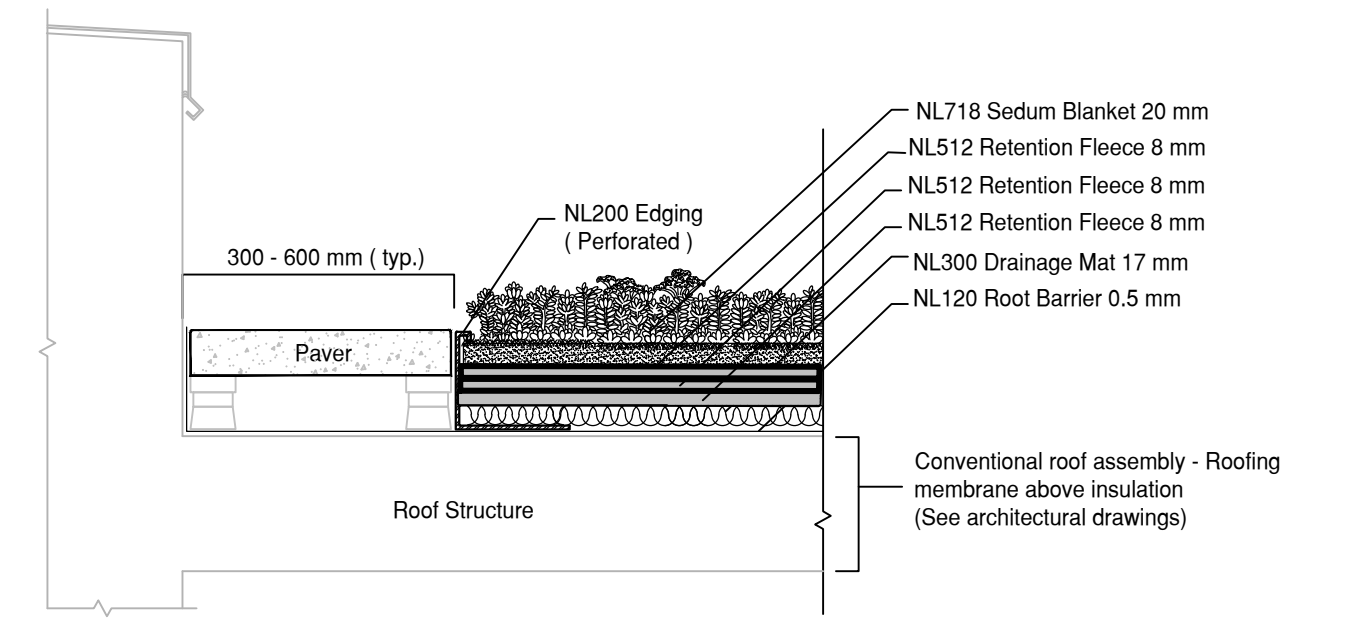 NL718 Sedum Blanket 20 mm
NL512 Retention Fleece 8 mm
NL512 Retention Fleece 8 mm
NL512 Retention Fleece 8 mm
NL300 Drainage Mat 17 mm
NL120 Root Barrier 0.5 mm
NL200 Edging
( Perforated )
300 - 600 mm ( typ.)
Paver
Roof Structure
Conventional roof assembly - Roofing
membrane above insulation
(See architectural drawings)